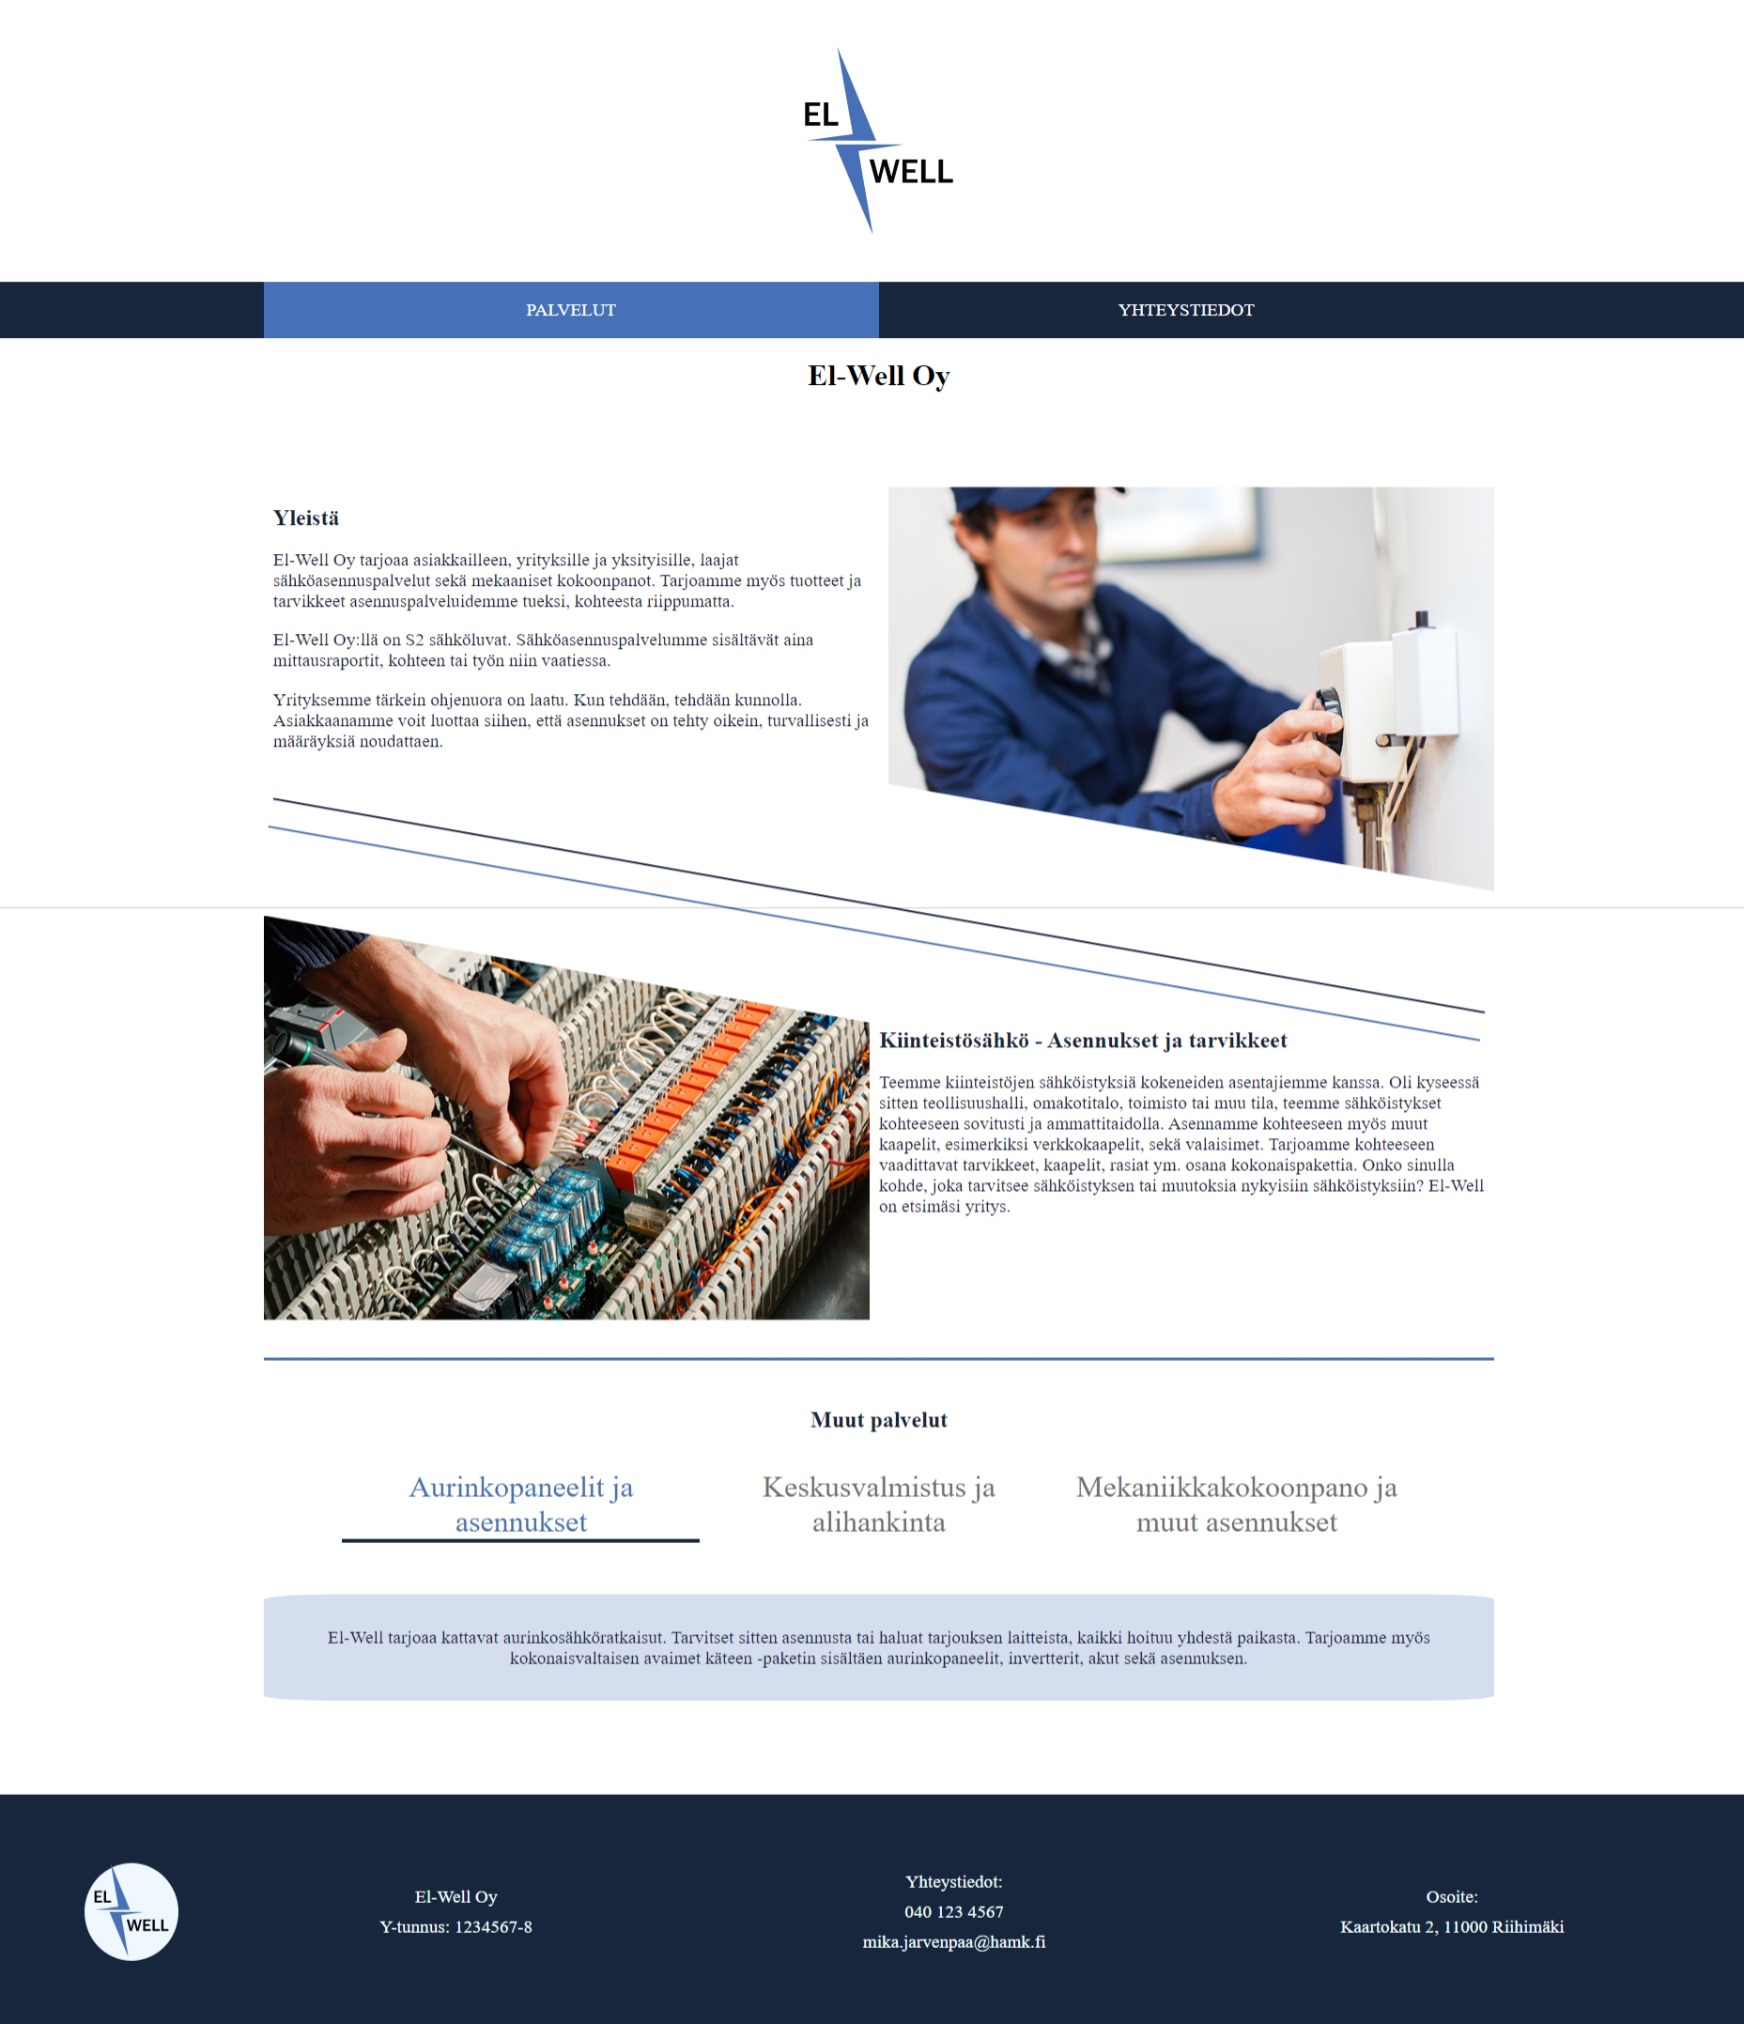 EL
WELL
PALVELUT
YHTEYSTIEDOT
El-Well Oy
Yleistä
El-Well Oy tarjoaa asiakkailleen, yrityksille ja yksityisille, laajat
sähköasennuspalvelut sekä mekaaniset kokoonpanot. Tarjoamme myös tuotteet ja
tarvikkeet asennuspalveluidemme tueksi, kohteesta riippumatta.
El-Well Oy:llä on S2 sähköluvat. Sähköasennuspalvelumme sisältävät aina
mittausraportit, kohteen tai työn niin vaatiessa.
Yrityksemme tärkein ohjenuora on laatu. Kun tehdään, tehdään kunnolla.
Asiakkaanamme voit luottaa siihen, että asennukset on tehty oikein, turvallisesti ja
määräyksiä noudattaen.
Kiinteistösähkö - Asennukset ja tarvikkeet
Teemme kiinteistöjen sähköistyksiä kokeneiden asentajiemme kanssa. Oli kyseessä
sitten teollisuushalli, omakotitalo, toimisto tai muu tila, teemme sähköistykset
kohteeseen sovitusti ja ammattitaidolla. Asennamme kohteeseen myös muut
kaapelit, esimerkiksi verkkokaapelit, sekä valaisimet. Tarjoamme kohteeseen
vaadittavat tarvikkeet, kaapelit, rasiat ym. osana kokonaispakettia. Onko sinulla
kohde, joka tarvitsee sähköistyksen tai muutoksia nykyisiin sähköistyksiin? El-Well
on etsimäsi yritys.
Muut palvelut
Aurinkopaneelit ja
asennukset
Keskusvalmistus ja
alihankinta
Mekaniikkakokoonpano ja
muut asennukset
El-Well tarjoaa kattavat aurinkosähköratkaisut. Tarvitset sitten asennusta tai haluat tarjouksen laitteista, kaikki hoituu yhdestä paikasta. Tarjoamme myös
kokonaisvaltaisen avaimet käteen -paketin sisältäen aurinkopaneelit, invertterit, akut sekä asennuksen.
EL
WELL
El-Well Oy
Y-tunnus: 1234567-8
Yhteystiedot:
040 123 4567
mika.jarvenpaa@hamk.fi
Osoite:
Kaartokatu 2, 11000 Riihimäki